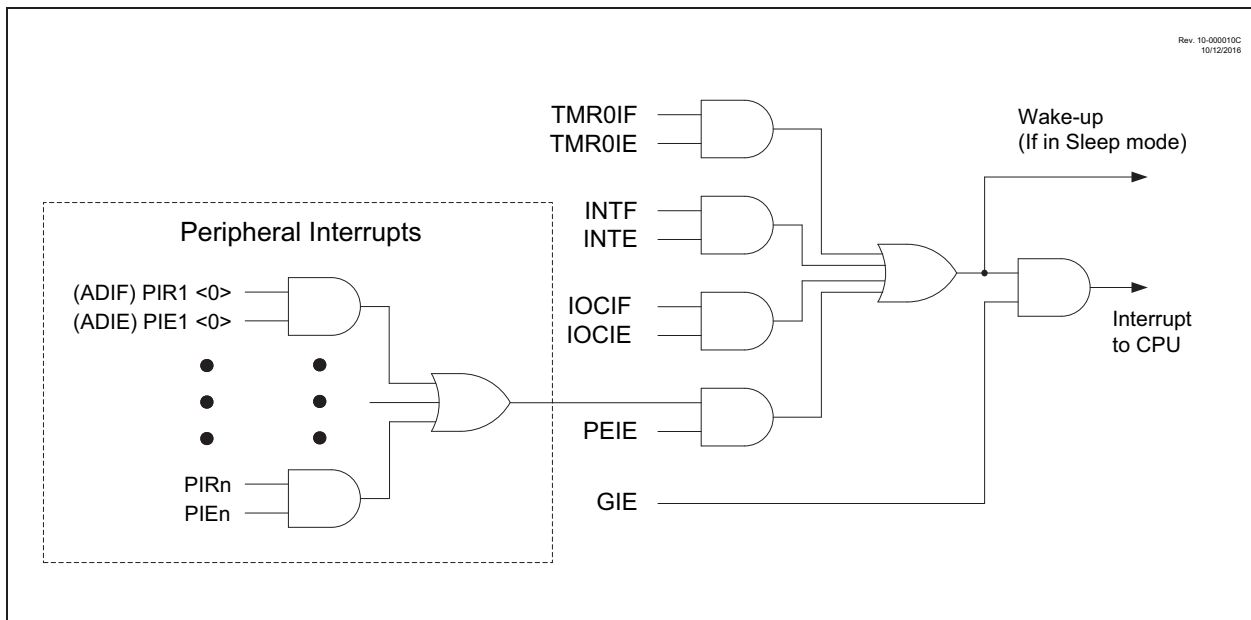 Rev. 10-000010C
10/12/2016
TMR0IF
TMR0IE
Wake-up
(If in Sleep mode)
INTF
INTE
Peripheral Interrupts
(ADIF) PIR1 <0>
(ADIE) PIE1 <0>
IOCIF
IOCIE
Interrupt
to CPU
PEIE
PIRn
PIEn
GIE